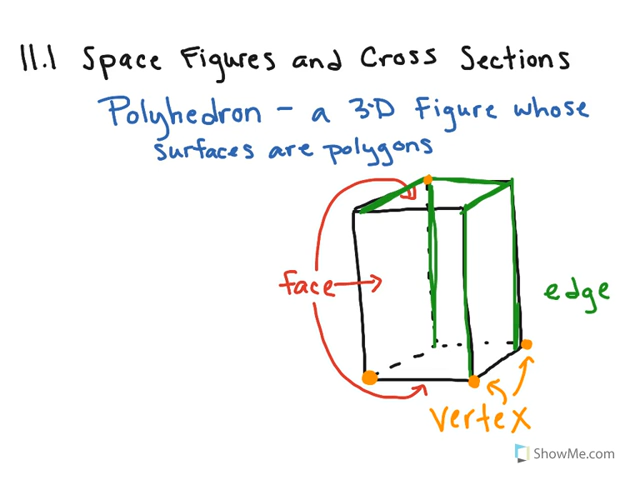 11.1 Space Figures and Cross Sections
Polyhedron - a 3-D Figure whose
surfaces are polygons
face
edge
vertex
ShowMe.com